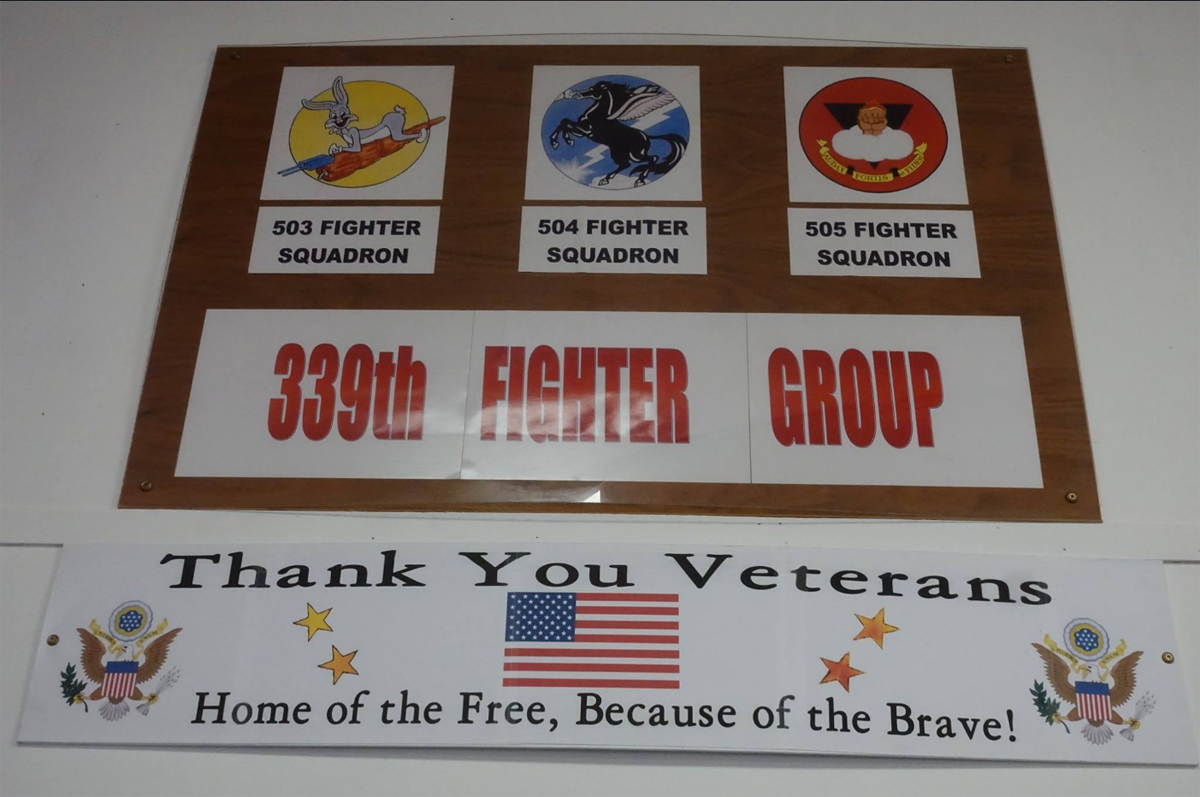 503 FIGHTER
SQUADRON
504 FIGHTER
SQUADRON
505 FIGHTER
SQUADRON
339th FIGHTER GROUP
Thank You Veterans
Home of the Free, Because of the Brave!